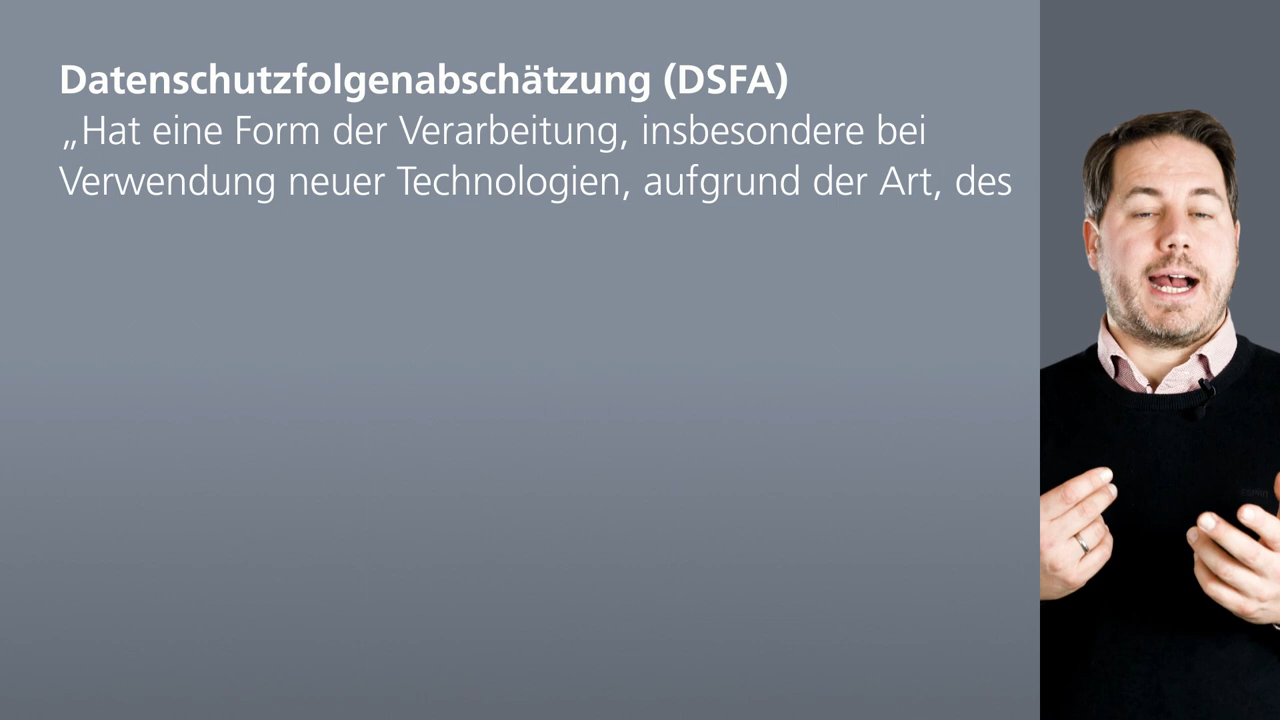 Datenschutzfolgenabschätzung (DSFA)
„Hat eine Form der Verarbeitung, insbesondere bei
Verwendung neuer Technologien, aufgrund der Art, des